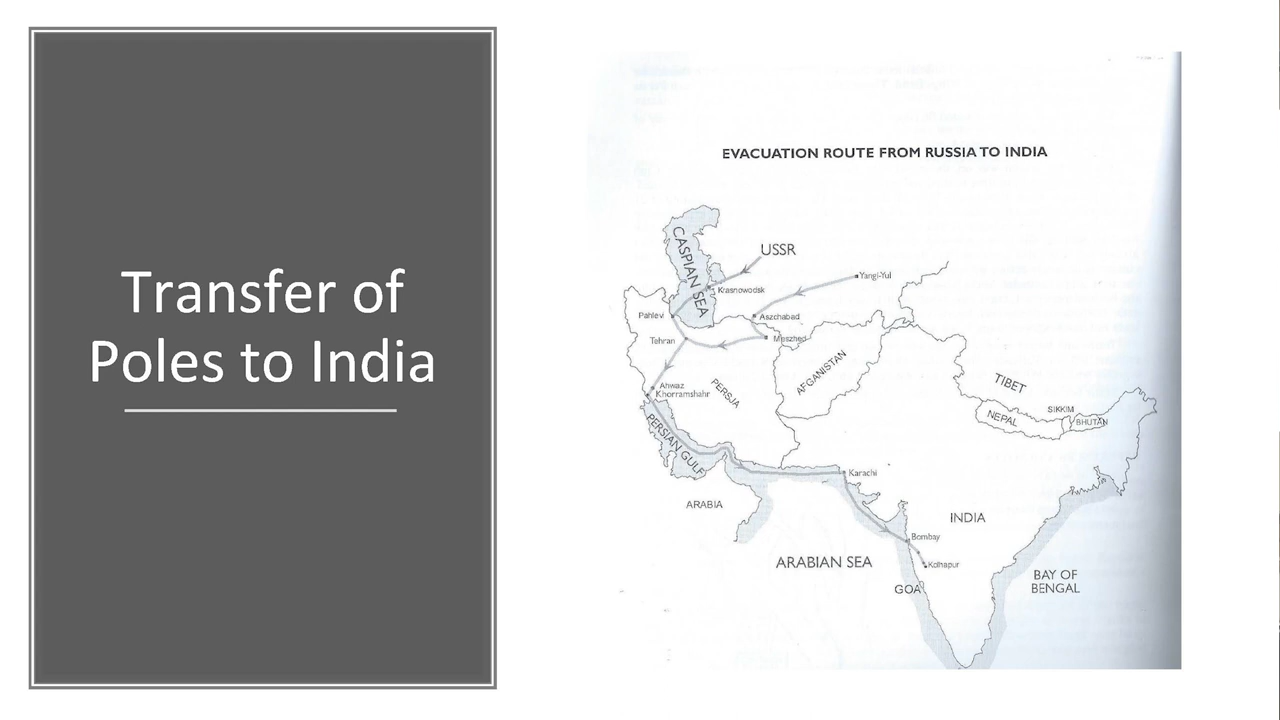 Transfer of
Poles to India
EVACUATION ROUTE FROM RUSSIA TO INDIA
CASPIAN SEA
USSR
Krasnowodsk
Yangi-Yul
Pahlevi
Aszchabad
Tehran
Meszhed
Ahwaz
Khorramshahr
PERSJA
AFGANISTAN
TIBET
NEPAL
SIKKIM
BHUTAN
PERSIAN GULF
Karachi
ARABIA
INDIA
Bombay
ARABIAN SEA
Kolhapur
GOA
BAY OF
BENGAL